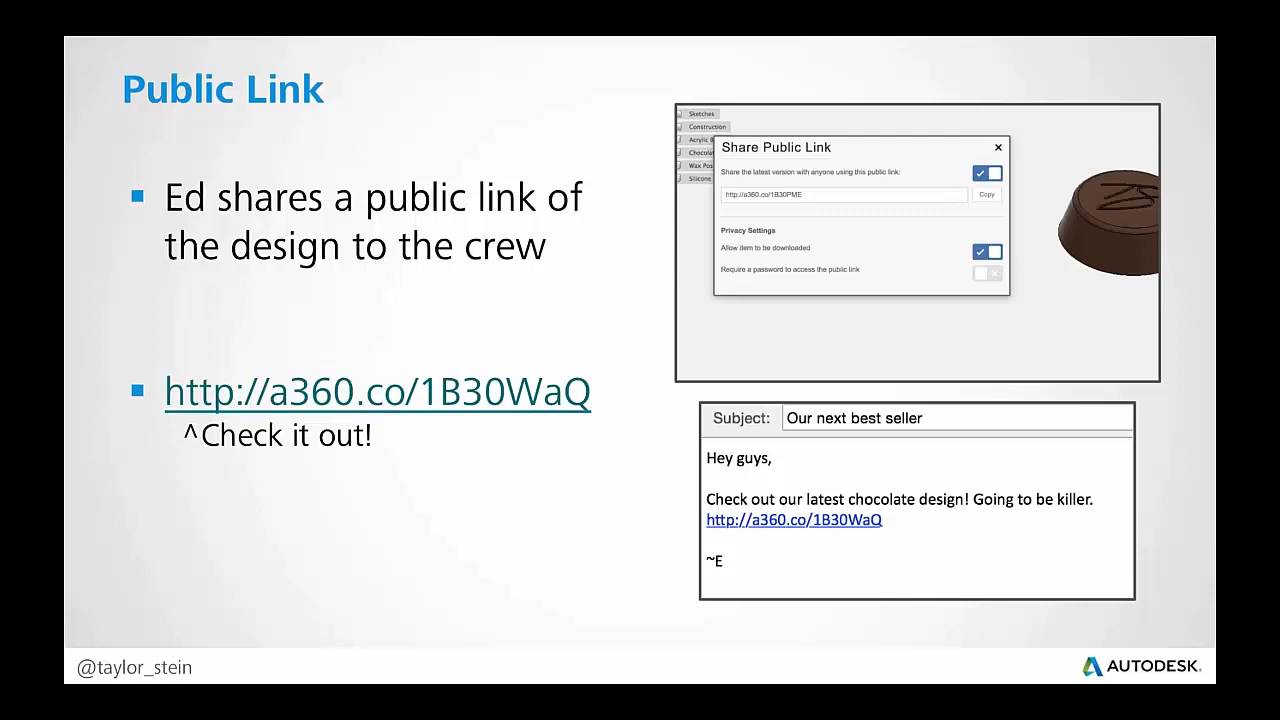 Public Link
Ed shares a public link of
the design to the crew
http://a360.co/1B30WaQ
^Check it out!
Sketches
Construction
Acrylic B
Chocola
Wax Pos
Silicone
Share Public Link
Share the latest version with anyone using this public link:
http://a360.co/1B30PME
Copy
Privacy Settings
Allow item to be downloaded
Require a password to access the public link
Subject: Our next best seller
Hey guys,
Check out our latest chocolate design! Going to be killer.
http://a360.co/1B30WaQ
~E
@taylor_stein
AUTODESK.